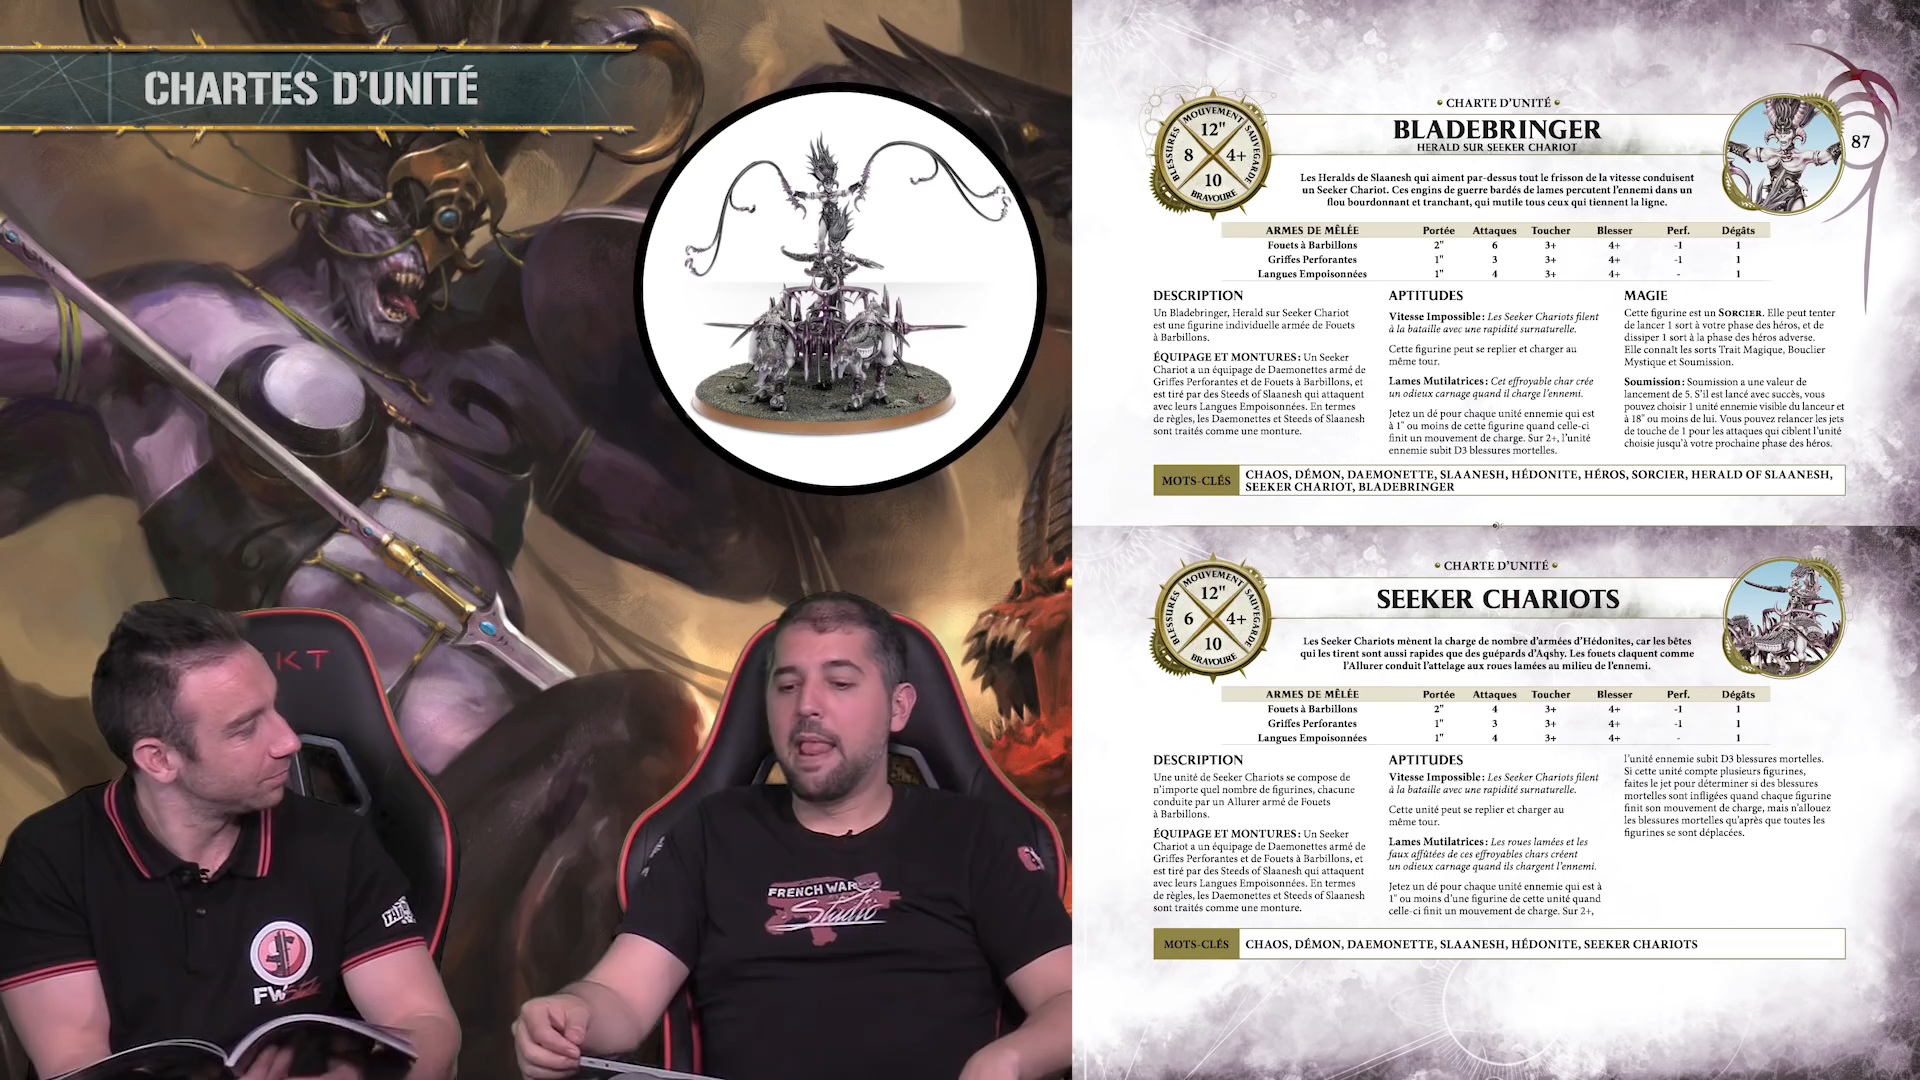 CHARTES D'UNITÉ
KT
TAT
FW
FRENCH WAR
Studio
87
• CHARTE D'UNITÉ •
BLADEBRINGER
HERALD SUR SEEKER CHARIOT
MOUVEMENT
12"
BLESSURES
8
4+
SAUVEGARDE
10
BRAVOURE
Les Heralds de Slaanesh qui aiment par-dessus tout le frisson de la vitesse conduisent
un Seeker Chariot. Ces engins de guerre bardés de lames percutent l'ennemi dans un
flou bourdonnant et tranchant, qui mutile tous ceux qui tiennent la ligne.
ARMES DE MÊLÉE Portée Attaques Toucher Blesser Perf. Dégâts
Fouets à Barbillons 2" 6 3+ 4+ -1 1
Griffes Perforantes 1" 3 3+ 4+ -1 1
Langues Empoisonnées 1" 4 3+ 4+ - 1
DESCRIPTION
Un Bladebringer, Herald sur Seeker Chariot
est une figurine individuelle armée de Fouets
à Barbillons.
ÉQUIPAGE ET MONTURES : Un Seeker
Chariot a un équipage de Daemonettes armé de
Griffes Perforantes et de Fouets à Barbillons, et
est tiré par des Steeds of Slaanesh qui attaquent
avec leurs Langues Empoisonnées. En termes
de règles, les Daemonettes et Steeds of Slaanesh
sont traités comme une monture.
APTITUDES
Vitesse Impossible : Les Seeker Chariots filent
à la bataille avec une rapidité surnaturelle.
Cette figurine peut se replier et charger au
même tour.
Lames Mutilatrices : Cet effroyable char crée
un odieux carnage quand il charge l'ennemi.
Jetez un dé pour chaque unité ennemie qui est
à 1" ou moins de cette figurine quand celle-ci
finit un mouvement de charge. Sur 2+, l'unité
ennemie subit D3 blessures mortelles.
MAGIE
Cette figurine est un SORCIER. Elle peut tenter
de lancer 1 sort à votre phase des héros, et de
dissiper 1 sort à la phase des héros adverse.
Elle connaît les sorts Trait Magique, Bouclier
Mystique et Soumission.
Soumission : Soumission a une valeur de
lancement de 5. S'il est lancé avec succès, vous
pouvez choisir 1 unité ennemie visible du lanceur et
à 18" ou moins de lui. Vous pouvez relancer les jets
de touche de 1 pour les attaques qui ciblent l'unité
choisie jusqu'à votre prochaine phase des héros.
MOTS-CLÉS
CHAOS, DÉMON, DAEMONETTE, SLAANESH, HÉDONITE, HÉROS, SORCIER, HERALD OF SLAANESH,
SEEKER CHARIOT, BLADEBRINGER
• CHARTE D'UNITÉ •
SEEKER CHARIOTS
MOUVEMENT
12"
BLESSURES
6
4+
SAUVEGARDE
10
BRAVOURE
Les Seeker Chariots mènent la charge de nombre d'armées d'Hédonites, car les bêtes
qui les tirent sont aussi rapides que des guépards d'Aqshy. Les fouets claquent comme
l'Allurer conduit l'attelage aux roues lamées au milieu de l'ennemi.
ARMES DE MÊLÉE Portée Attaques Toucher Blesser Perf. Dégâts
Fouets à Barbillons 2" 4 3+ 4+ -1 1
Griffes Perforantes 1" 3 3+ 4+ -1 1
Langues Empoisonnées 1" 4 3+ 4+ - 1
DESCRIPTION
Une unité de Seeker Chariots se compose de
n'importe quel nombre de figurines, chacune
conduite par un Allurer armé de Fouets
à Barbillons.
ÉQUIPAGE ET MONTURES : Un Seeker
Chariot a un équipage de Daemonettes armé de
Griffes Perforantes et de Fouets à Barbillons, et
est tiré par des Steeds of Slaanesh qui attaquent
avec leurs Langues Empoisonnées. En termes
de règles, les Daemonettes et Steeds of Slaanesh
sont traités comme une monture.
APTITUDES
Vitesse Impossible : Les Seeker Chariots filent
à la bataille avec une rapidité surnaturelle.
Cette unité peut se replier et charger au
même tour.
Lames Mutilatrices : Les roues lamées et les
faux affûtées de ces effroyables chars créent
un odieux carnage quand ils chargent l'ennemi.
Jetez un dé pour chaque unité ennemie qui est à
1" ou moins d'une figurine de cette unité quand
celle-ci finit un mouvement de charge. Sur 2+,
l'unité ennemie subit D3 blessures mortelles.
Si cette unité compte plusieurs figurines,
faites le jet pour déterminer si des blessures
mortelles sont infligées quand chaque figurine
finit son mouvement de charge, mais n'allouez
les blessures mortelles qu'après que toutes les
figurines se sont déplacées.
MOTS-CLÉS
CHAOS, DÉMON, DAEMONETTE, SLAANESH, HÉDONITE, SEEKER CHARIOTS